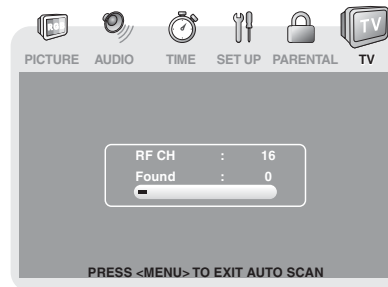 RGB
TV
PICTURE AUDIO TIME SET UP PARENTAL TV
RF CH : 16
Found : 0
PRESS <MENU> TO EXIT AUTO SCAN